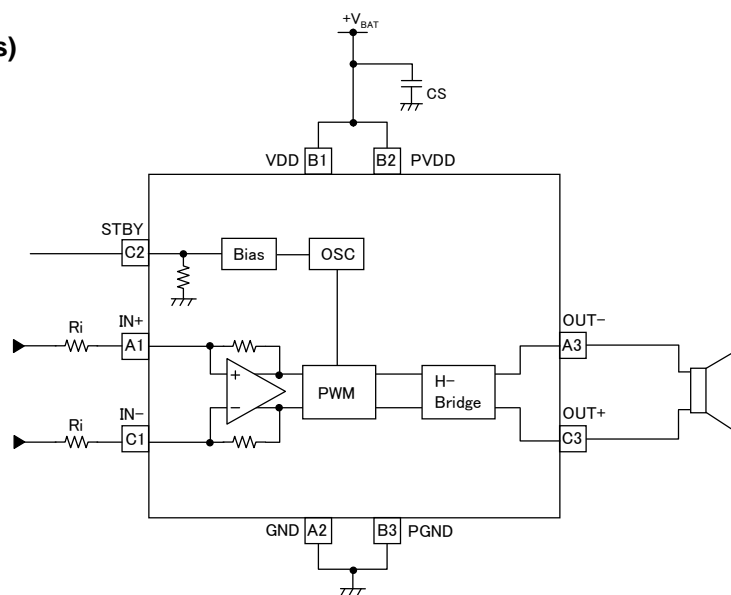 s)
+VBAT
CS
VDD B1 B2 PVDD
STBY
C2
Bias
OSC
Ri
IN+
A1
OUT-
A3
+
PWM
H-
Bridge
-
Ri
IN-
C1
OUT+
C3
GND A2 B3 PGND